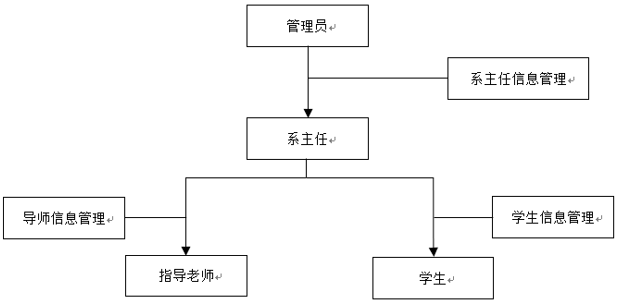 管理员
系主任信息管理
系主任
导师信息管理
学生信息管理
指导老师
学生